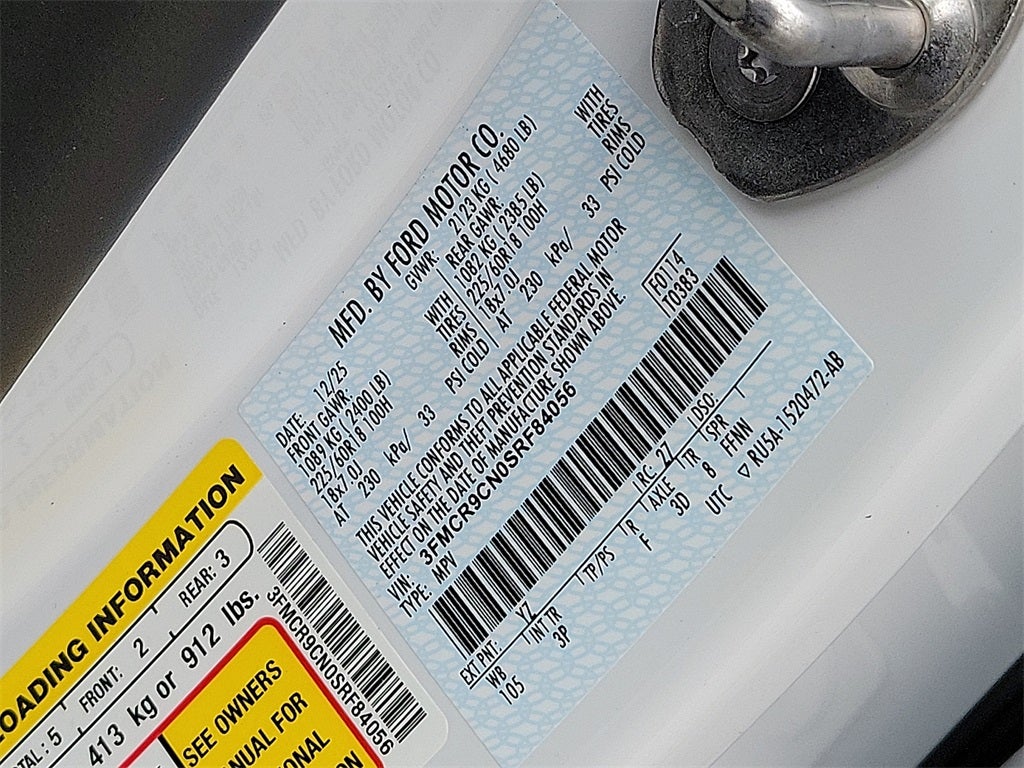 MFD. BY FORD MOTOR CO.
DATE: 12/25 GVWR: 2123 KG ( 4680 LB)
FRONT GAWR: REAR GAWR:
1089 KG ( 2400 LB) WITH 1082 KG ( 2385 LB) WITH
225/60R18 100H TIRES 225/60R18 100H TIRES
18x7.0J RIMS 18x7.0J RIMS
AT 230 kPa/ 33 PSI COLD AT 230 kPa/ 33 PSI COLD
THIS VEHICLE CONFORMS TO ALL APPLICABLE FEDERAL MOTOR
VEHICLE SAFETY AND THEFT PREVENTION STANDARDS IN
EFFECT ON THE DATE OF MANUFACTURE SHOWN ABOVE.
VIN: 3FMCR9CN0SRF84056 F0114
TYPE: MPV T0383
EXT PNT: YZ RC: 27 DSO:
WB INT TR TP/PS R AXLE TR SPR
105 3P F 3D 8 FFNN
UTC ▽ RU5A-1520472-AB
LOADING INFORMATION
TOTAL: 5 FRONT: 2 REAR: 3
413 kg or 912 lbs.
3FMCR9CN0SRF84056
SEE OWNERS